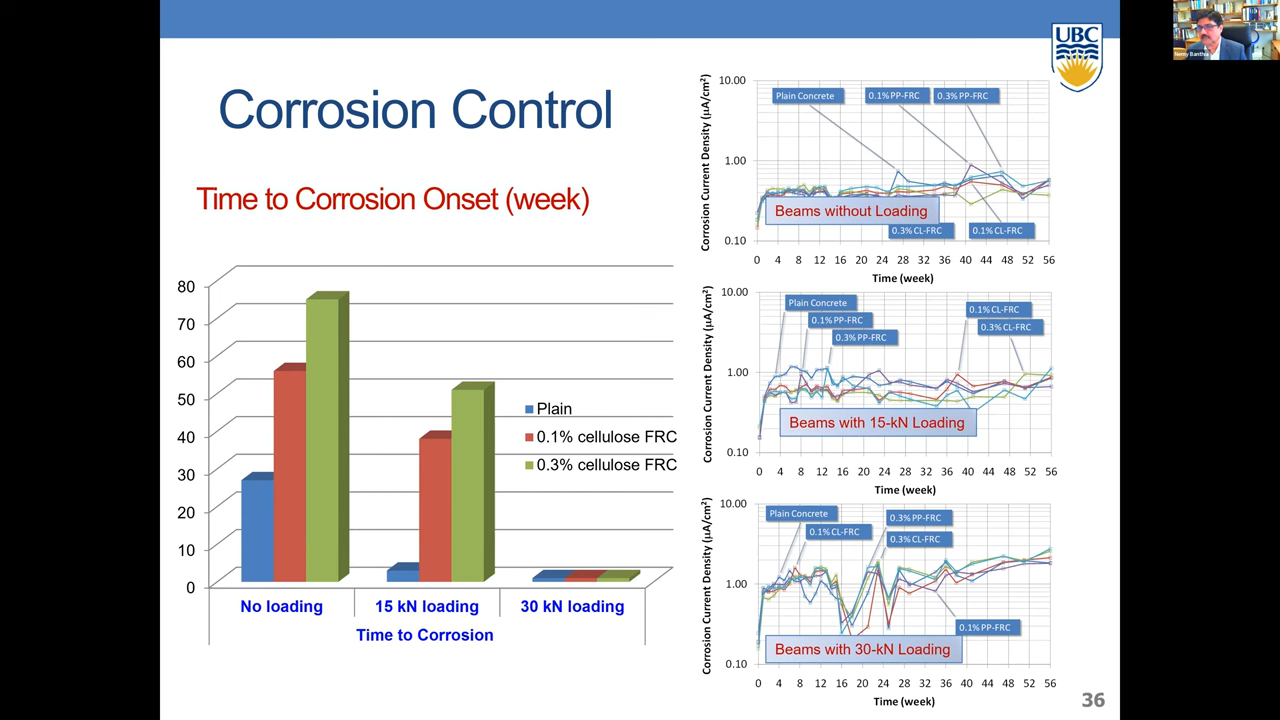 Corrosion Control
Time to Corrosion Onset (week)
80
70
60
50
40
30
20
10
0
Plain
0.1% cellulose FRC
0.3% cellulose FRC
No loading
15 kN loading
30 kN loading
Time to Corrosion
UBC
Nemy Banthia
Corrosion Current Density (µA/cm²)
10.00
1.00
0.10
Plain Concrete
0.1% PP-FRC
0.3% PP-FRC
Beams without Loading
0.3% CL-FRC
0.1% CL-FRC
0 4 8 12 16 20 24 28 32 36 40 44 48 52 56
Time (week)
Corrosion Current Density (µA/cm²)
10.00
1.00
0.10
Plain Concrete
0.1% PP-FRC
0.3% PP-FRC
0.1% CL-FRC
0.3% CL-FRC
Beams with 15-kN Loading
0 4 8 12 16 20 24 28 32 36 40 44 48 52 56
Time (week)
Corrosion Current Density (µA/cm²)
10.00
1.00
0.10
Plain Concrete
0.1% CL-FRC
0.3% PP-FRC
0.3% CL-FRC
0.1% PP-FRC
Beams with 30-kN Loading
0 4 8 12 16 20 24 28 32 36 40 44 48 52 56
Time (week)
36